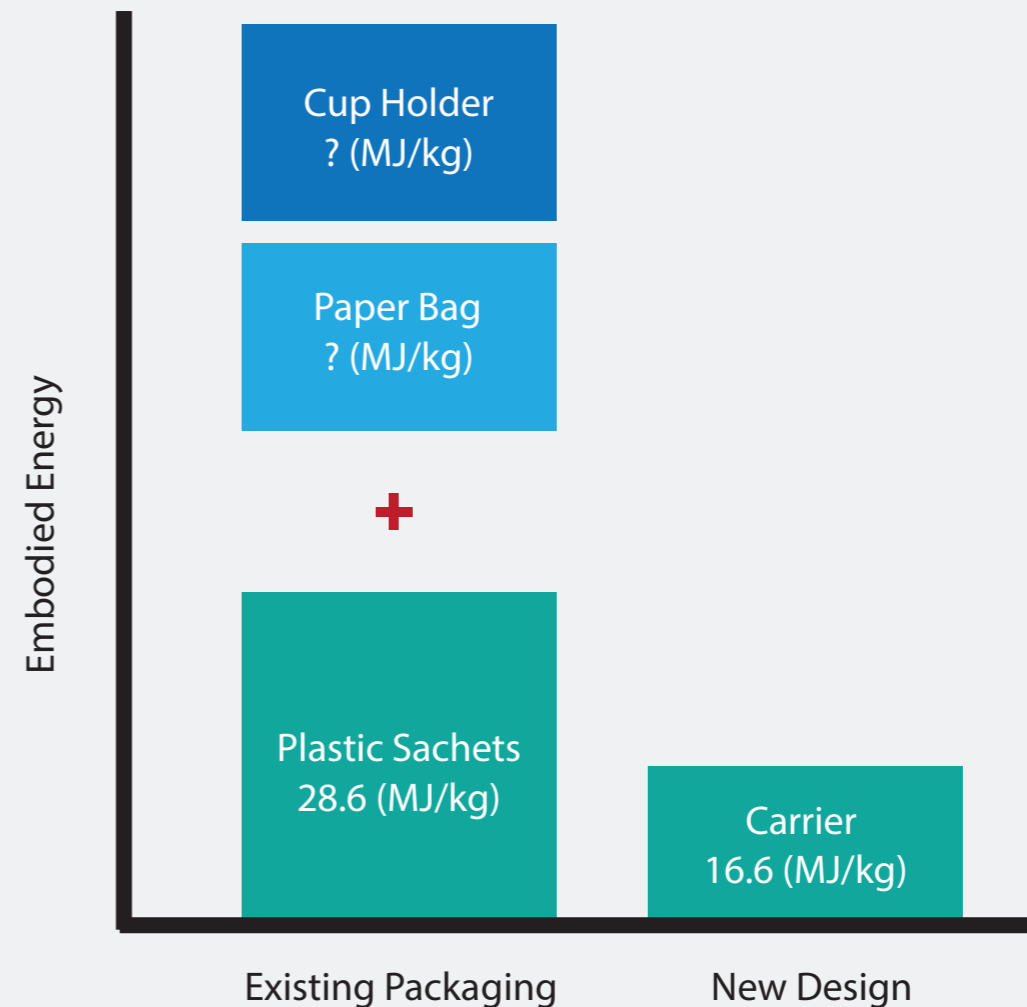 Embodied Energy
Cup Holder
? (MJ/kg)
Paper Bag
? (MJ/kg)
+
Plastic Sachets
28.6 (MJ/kg)
Carrier
16.6 (MJ/kg)
Existing Packaging
New Design